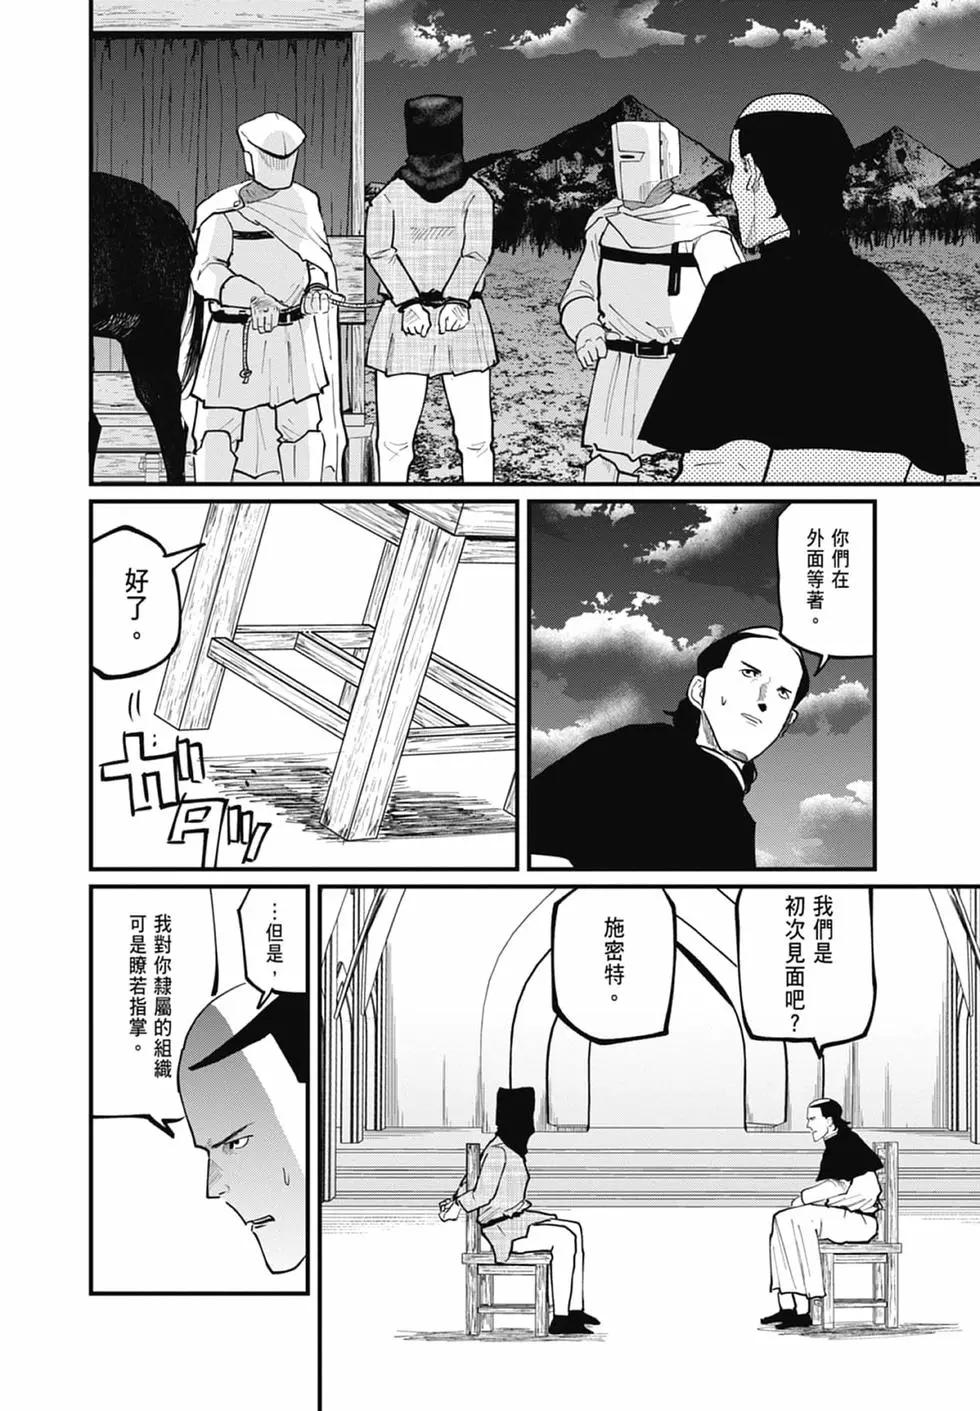 你們在
外面等著。
好了。
ガタッ
我們是
初次見面吧?
施密特。
…但是,
我對你隸屬的組織
可是瞭若指掌。